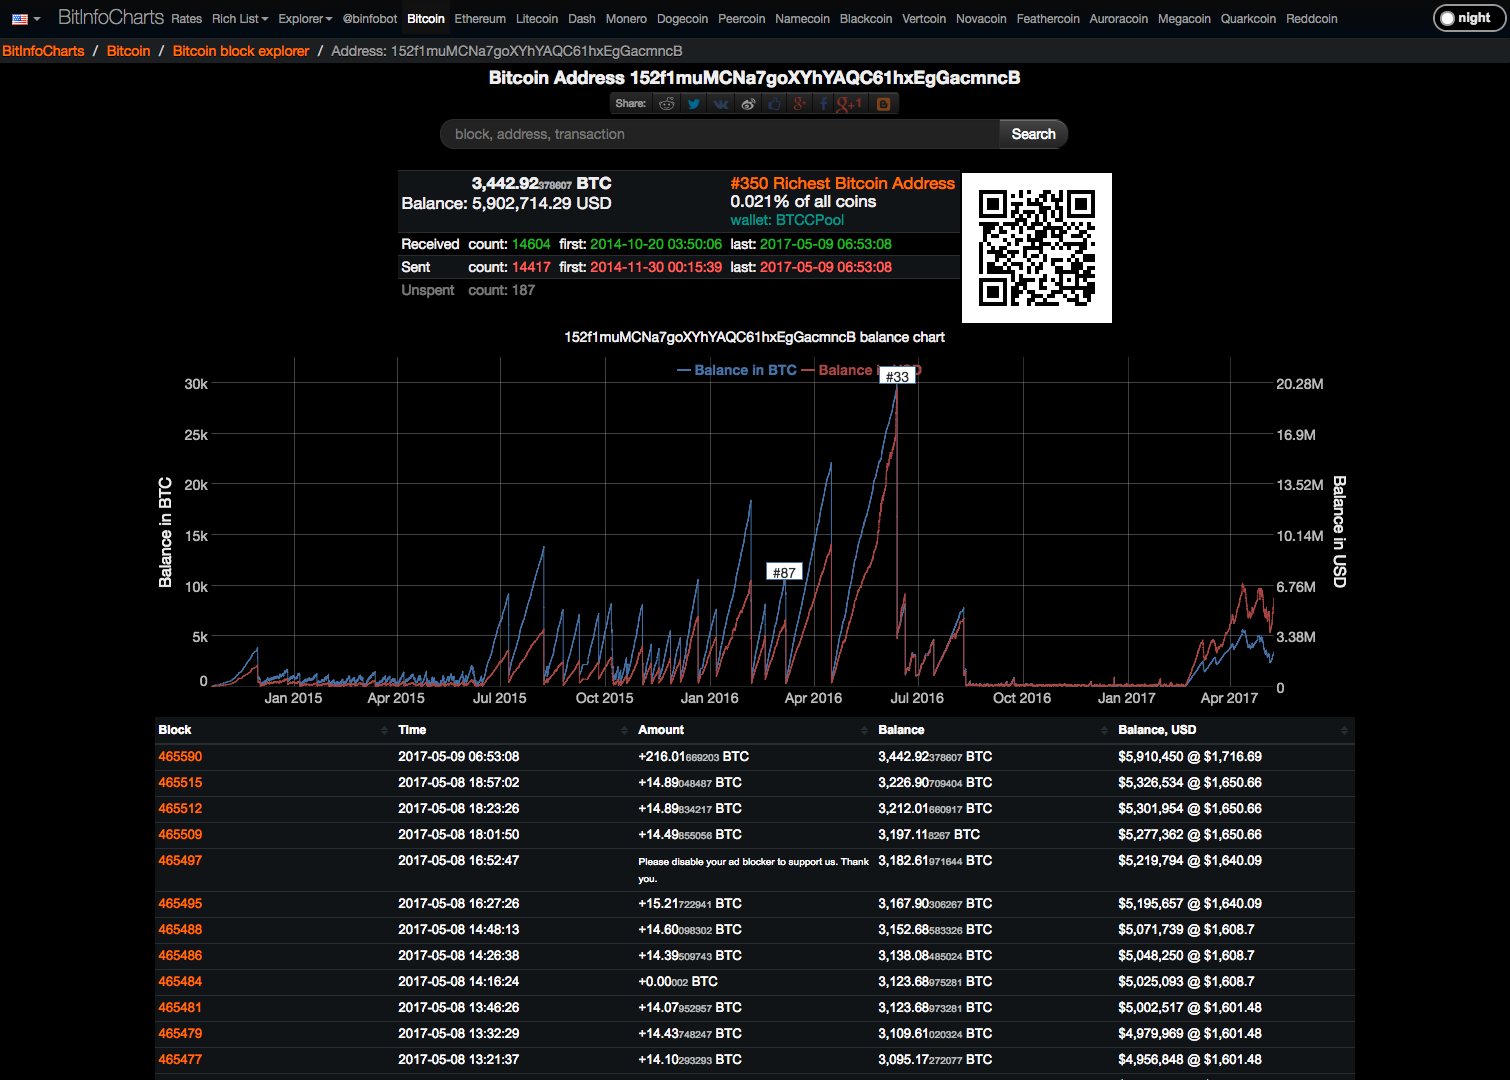 BitInfoCharts Rates Rich List Explorer @binfobot Bitcoin Ethereum Litecoin Dash Monero Dogecoin Peercoin Namecoin Blackcoin Vertcoin Novacoin Feathercoin Auroracoin Megacoin Quarkcoin Reddcoin night
BitInfoCharts / Bitcoin / Bitcoin block explorer / Address: 152f1muMCNa7goXYhYAQC61hxEgGacmncB
Bitcoin Address 152f1muMCNa7goXYhYAQC61hxEgGacmncB
Share: +1
block, address, transaction Search
3,442.92378607 BTC #350 Richest Bitcoin Address
Balance: 5,902,714.29 USD 0.021% of all coins
wallet: BTCCPool
Received count: 14604 first: 2014-10-20 03:50:06 last: 2017-05-09 06:53:08
Sent count: 14417 first: 2014-11-30 00:15:39 last: 2017-05-09 06:53:08
Unspent count: 187
152f1muMCNa7goXYhYAQC61hxEgGacmncB balance chart
Balance in BTC Balance i D
#33
30k 20.28M
25k 16.9M
20k 13.52M
15k 10.14M
#87
10k 6.76M
5k 3.38M
0 0
Balance in BTC
Balance in USD
Jan 2015 Apr 2015 Jul 2015 Oct 2015 Jan 2016 Apr 2016 Jul 2016 Oct 2016 Jan 2017 Apr 2017
Block Time Amount Balance Balance, USD
465590 2017-05-09 06:53:08 +216.01669203 BTC 3,442.92378607 BTC $5,910,450 @ $1,716.69
465515 2017-05-08 18:57:02 +14.89048487 BTC 3,226.90709404 BTC $5,326,534 @ $1,650.66
465512 2017-05-08 18:23:26 +14.89834217 BTC 3,212.01660917 BTC $5,301,954 @ $1,650.66
465509 2017-05-08 18:01:50 +14.49855056 BTC 3,197.118267 BTC $5,277,362 @ $1,650.66
465497 2017-05-08 16:52:47 Please disable your ad blocker to support us. Thank 3,182.61971644 BTC $5,219,794 @ $1,640.09
you.
465495 2017-05-08 16:27:26 +15.21722941 BTC 3,167.90306267 BTC $5,195,657 @ $1,640.09
465488 2017-05-08 14:48:13 +14.60098302 BTC 3,152.68583326 BTC $5,071,739 @ $1,608.7
465486 2017-05-08 14:26:38 +14.39509743 BTC 3,138.08485024 BTC $5,048,250 @ $1,608.7
465484 2017-05-08 14:16:24 +0.00002 BTC 3,123.68975281 BTC $5,025,093 @ $1,608.7
465481 2017-05-08 13:46:26 +14.07952957 BTC 3,123.68973281 BTC $5,002,517 @ $1,601.48
465479 2017-05-08 13:32:29 +14.43748247 BTC 3,109.61020324 BTC $4,979,969 @ $1,601.48
465477 2017-05-08 13:21:37 +14.10293293 BTC 3,095.17272077 BTC $4,956,848 @ $1,601.48